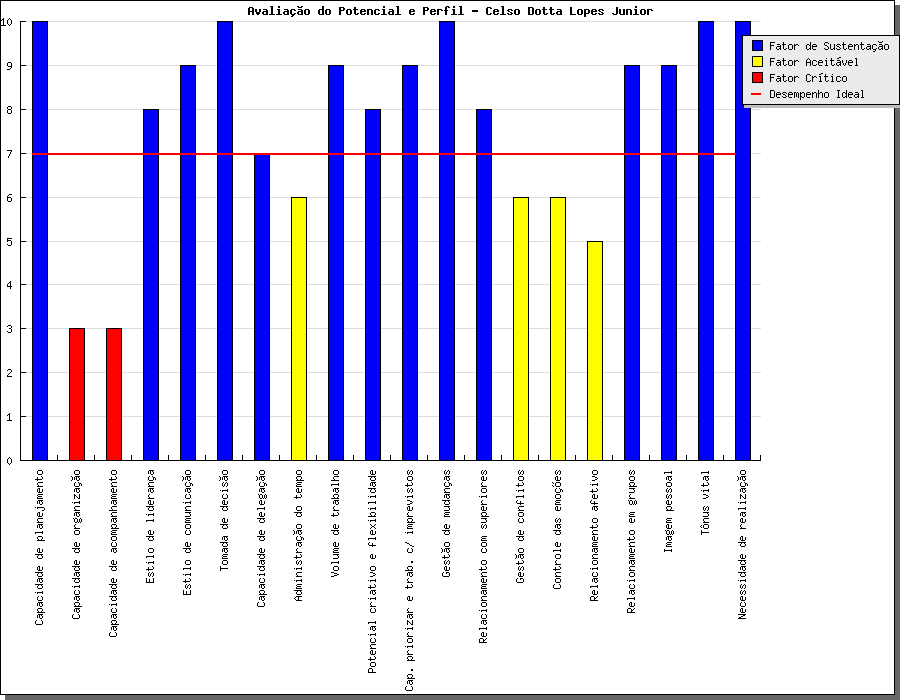 Avaliação do Potencial e Perfil - Celso Dotta Lopes Junior
10
9
8
7
6
5
4
3
2
1
0
Fator de Sustentação
Fator Aceitável
Fator Crítico
Desempenho Ideal
Capacidade de planejamento
Capacidade de organização
Capacidade de acompanhamento
Estilo de liderança
Estilo de comunicação
Tomada de decisão
Capacidade de delegação
Administração do tempo
Volume de trabalho
Potencial criativo e flexibilidade
Cap. priorizar e trab. c/ imprevistos
Gestão de mudanças
Relacionamento com superiores
Gestão de conflitos
Controle das emoções
Relacionamento afetivo
Relacionamento em grupos
Imagem pessoal
Tônus vital
Necessidade de realização